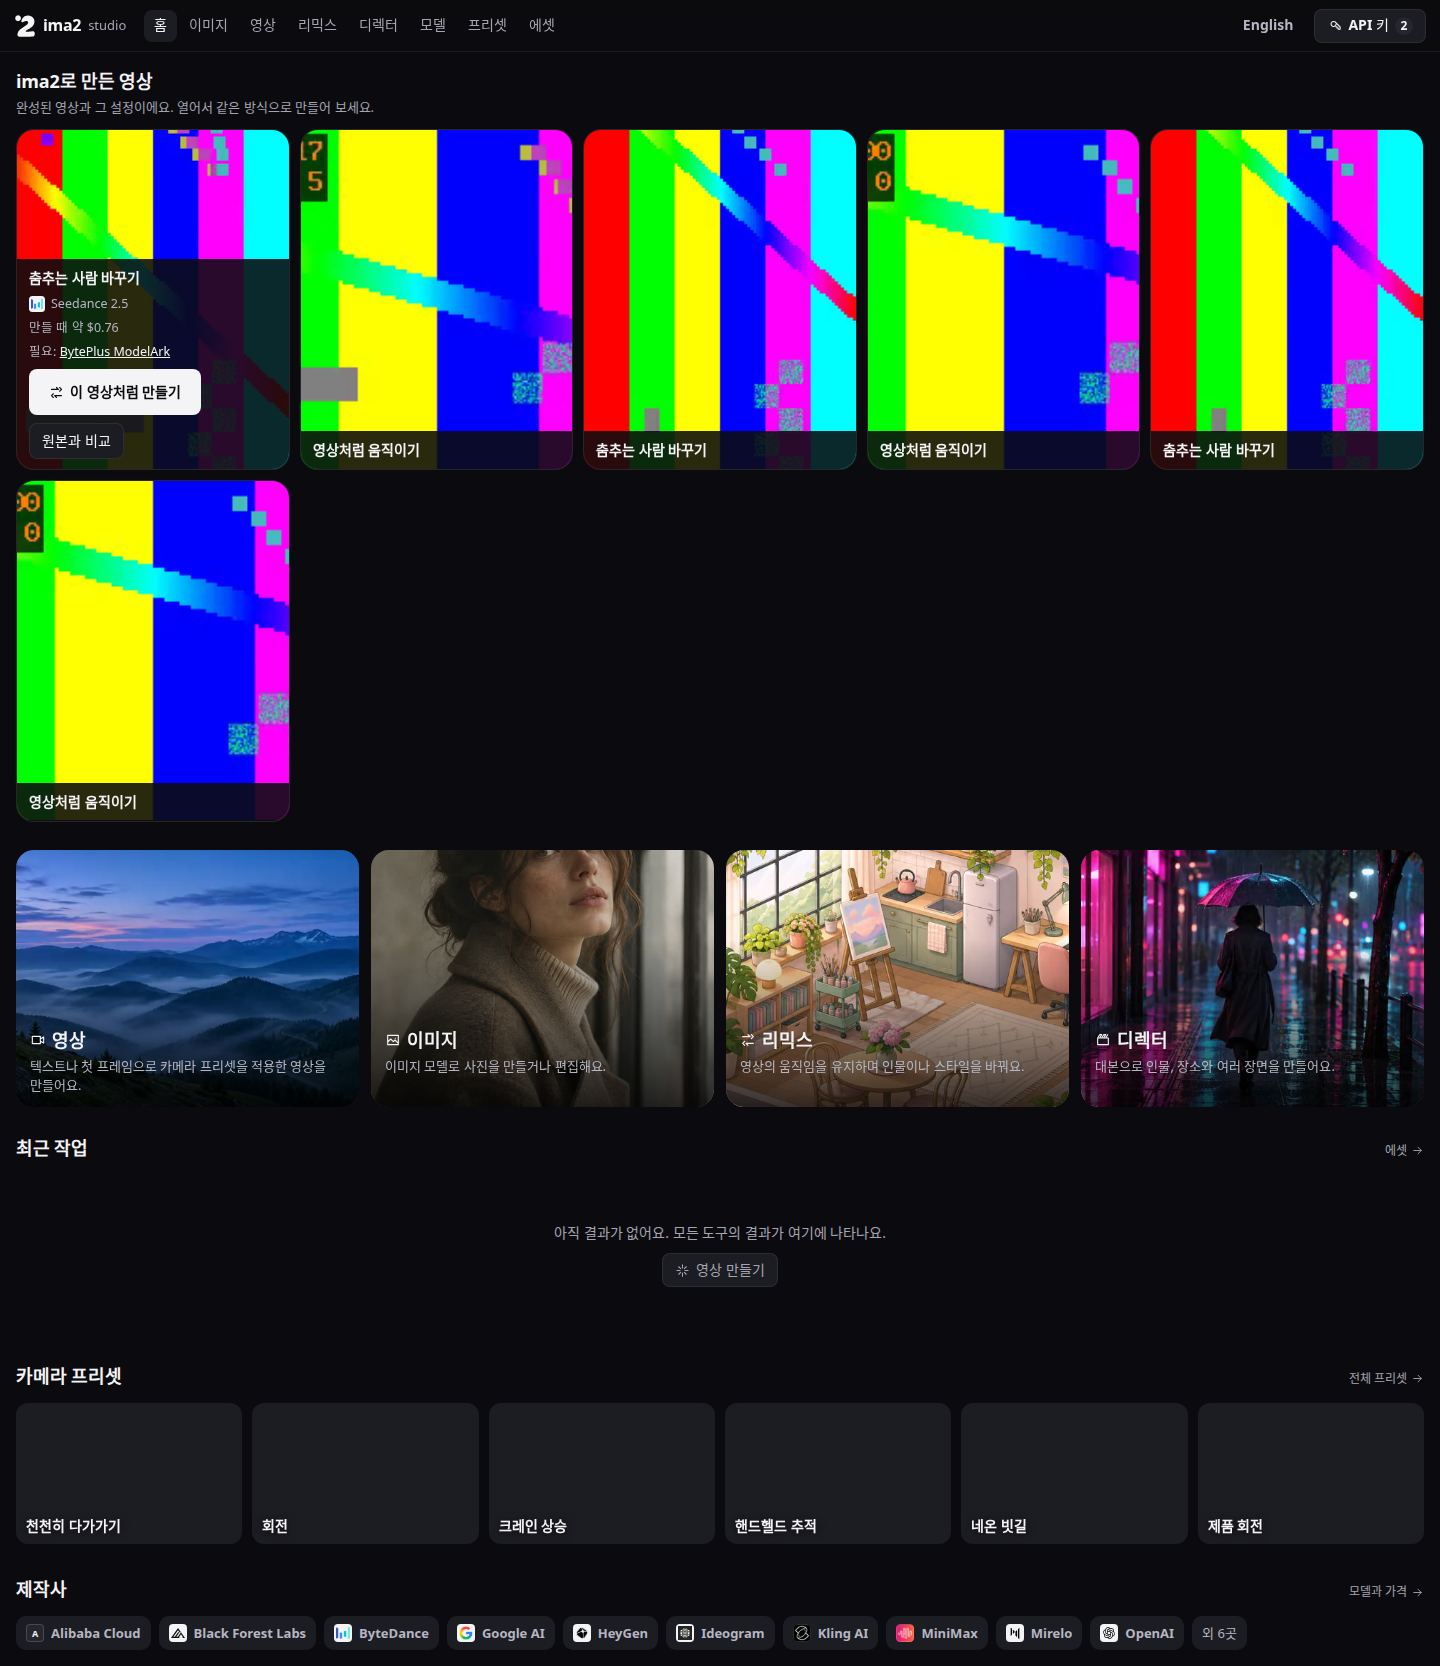 ima2 studio 홈 이미지 영상 리믹스 디렉터 모델 프리셋 에셋 English API 키 2
ima2로 만든 영상
완성된 영상과 그 설정이에요. 열어서 같은 방식으로 만들어 보세요.
춤추는 사람 바꾸기
Seedance 2.5
만들 때 약 $0.76
필요: BytePlus ModelArk
이 영상처럼 만들기
원본과 비교
17
5
영상처럼 움직이기
춤추는 사람 바꾸기
00
0
영상처럼 움직이기
춤추는 사람 바꾸기
00
0
영상처럼 움직이기
영상
텍스트나 첫 프레임으로 카메라 프리셋을 적용한 영상을
만들어요.
이미지
이미지 모델로 사진을 만들거나 편집해요.
리믹스
영상의 움직임을 유지하며 인물이나 스타일을 바꿔요.
디렉터
대본으로 인물, 장소와 여러 장면을 만들어요.
최근 작업 에셋 →
아직 결과가 없어요. 모든 도구의 결과가 여기에 나타나요.
영상 만들기
카메라 프리셋 전체 프리셋 →
천천히 다가가기 회전 크레인 상승 핸드헬드 추적 네온 빗길 제품 회전
제작사 모델과 가격 →
A Alibaba Cloud Black Forest Labs ByteDance Google AI HeyGen Ideogram Kling AI MiniMax Mirelo OpenAI 외 6곳